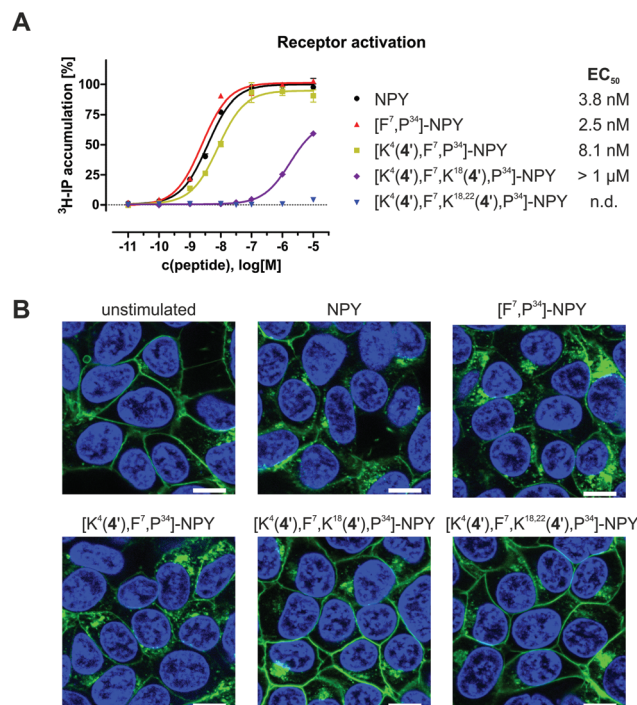 A
Receptor activation
³H-IP accumulation [%]
100
75
50
25
0
-11 -10 -9 -8 -7 -6 -5
c(peptide), log[M]
EC₅₀
NPY 3.8 nM
[F⁷,P³⁴]-NPY 2.5 nM
[K⁴(4'),F⁷,P³⁴]-NPY 8.1 nM
[K⁴(4'),F⁷,K¹⁸(4'),P³⁴]-NPY > 1 µM
[K⁴(4'),F⁷,K¹⁸,²²(4'),P³⁴]-NPY n.d.
B
unstimulated NPY [F⁷,P³⁴]-NPY
[K⁴(4'),F⁷,P³⁴]-NPY [K⁴(4'),F⁷,K¹⁸(4'),P³⁴]-NPY [K⁴(4'),F⁷,K¹⁸,²²(4'),P³⁴]-NPY